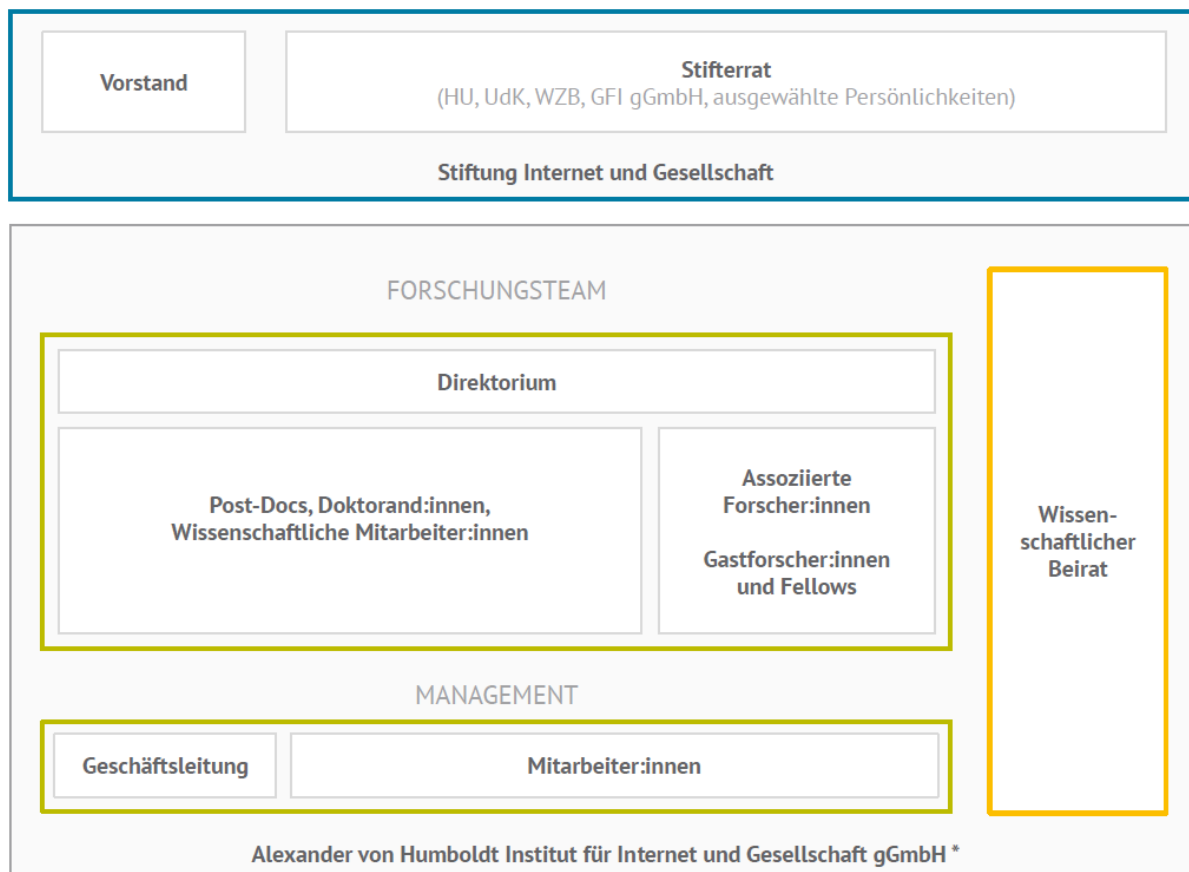 Vorstand
Stifterrat
(HU, UdK, WZB, GFI gGmbH, ausgewählte Persönlichkeiten)
Stiftung Internet und Gesellschaft
FORSCHUNGSTEAM
Direktorium
Post-Docs, Doktorand:innen,
Wissenschaftliche Mitarbeiter:innen
Assoziierte
Forscher:innen
Gastforscher:innen
und Fellows
Wissen-
schaftlicher
Beirat
MANAGEMENT
Geschäftsleitung
Mitarbeiter:innen
Alexander von Humboldt Institut für Internet und Gesellschaft gGmbH *